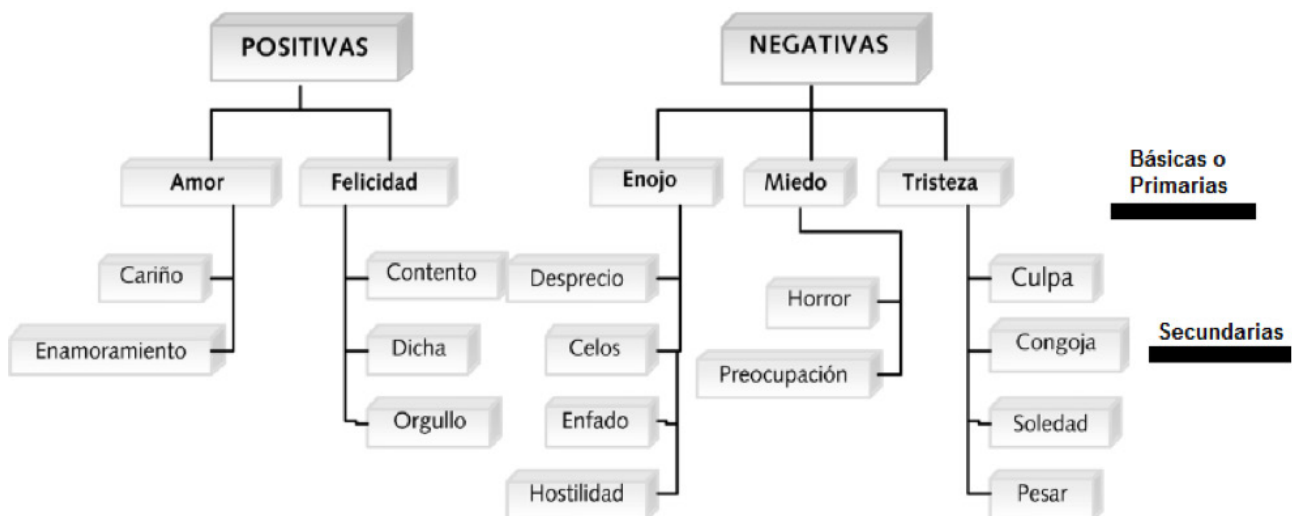 POSITIVAS
NEGATIVAS
Amor
Felicidad
Enojo
Miedo
Tristeza
Básicas o
Primarias
Cariño
Contento
Desprecio
Horror
Culpa
Enamoramiento
Dicha
Celos
Preocupación
Congoja
Secundarias
Orgullo
Enfado
Soledad
Hostilidad
Pesar